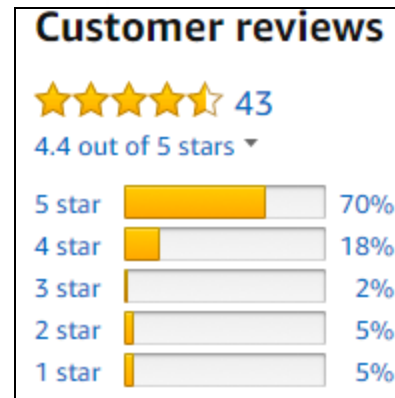 Customer reviews
43
4.4 out of 5 stars
5 star 70%
4 star 18%
3 star 2%
2 star 5%
1 star 5%